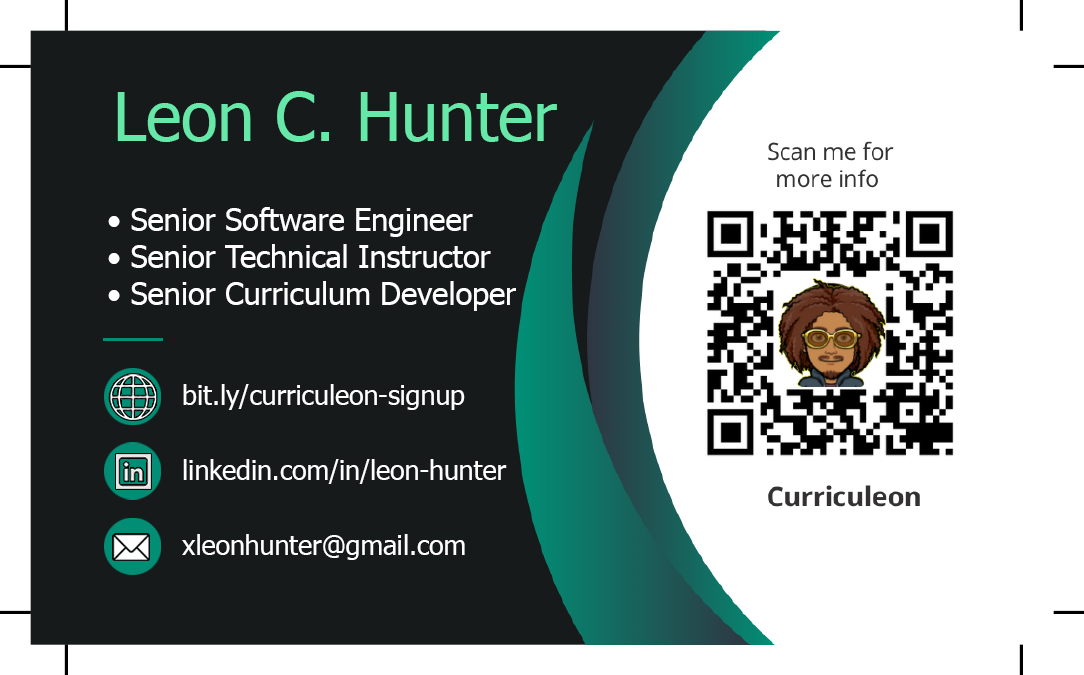 Leon C. Hunter
• Senior Software Engineer
• Senior Technical Instructor
• Senior Curriculum Developer
bit.ly/curriculeon-signup
in
linkedin.com/in/leon-hunter
xleonhunter@gmail.com
Scan me for
more info
Curriculeon